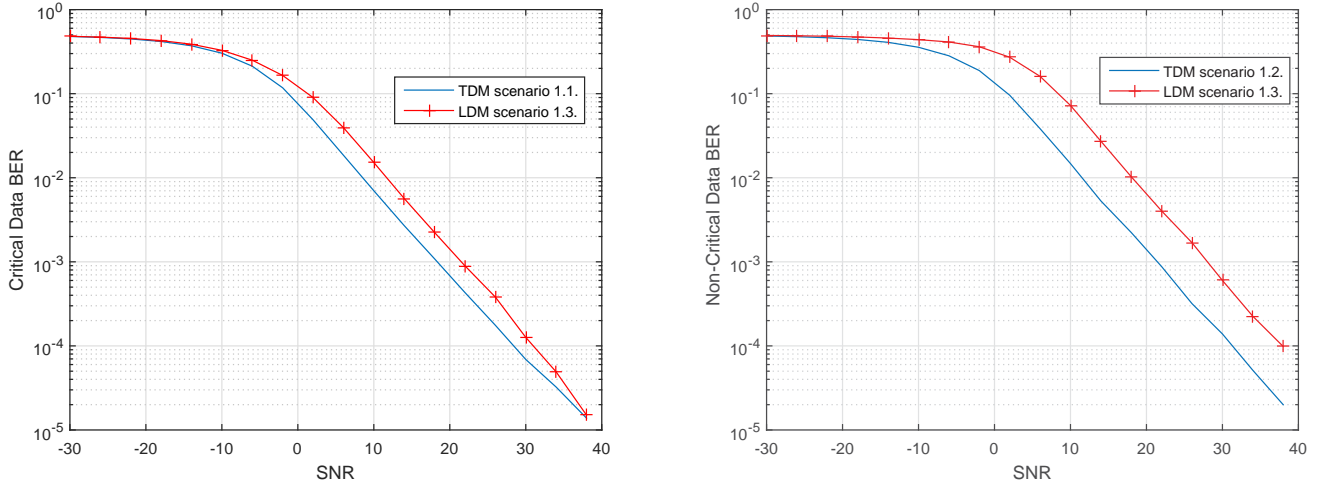 10^0
10^-1
10^-2
10^-3
10^-4
10^-5
Critical Data BER
-30 -20 -10 0 10 20 30 40
SNR
TDM scenario 1.1.
LDM scenario 1.3.
10^0
10^-1
10^-2
10^-3
10^-4
10^-5
Non-Critical Data BER
-30 -20 -10 0 10 20 30 40
SNR
TDM scenario 1.2.
LDM scenario 1.3.